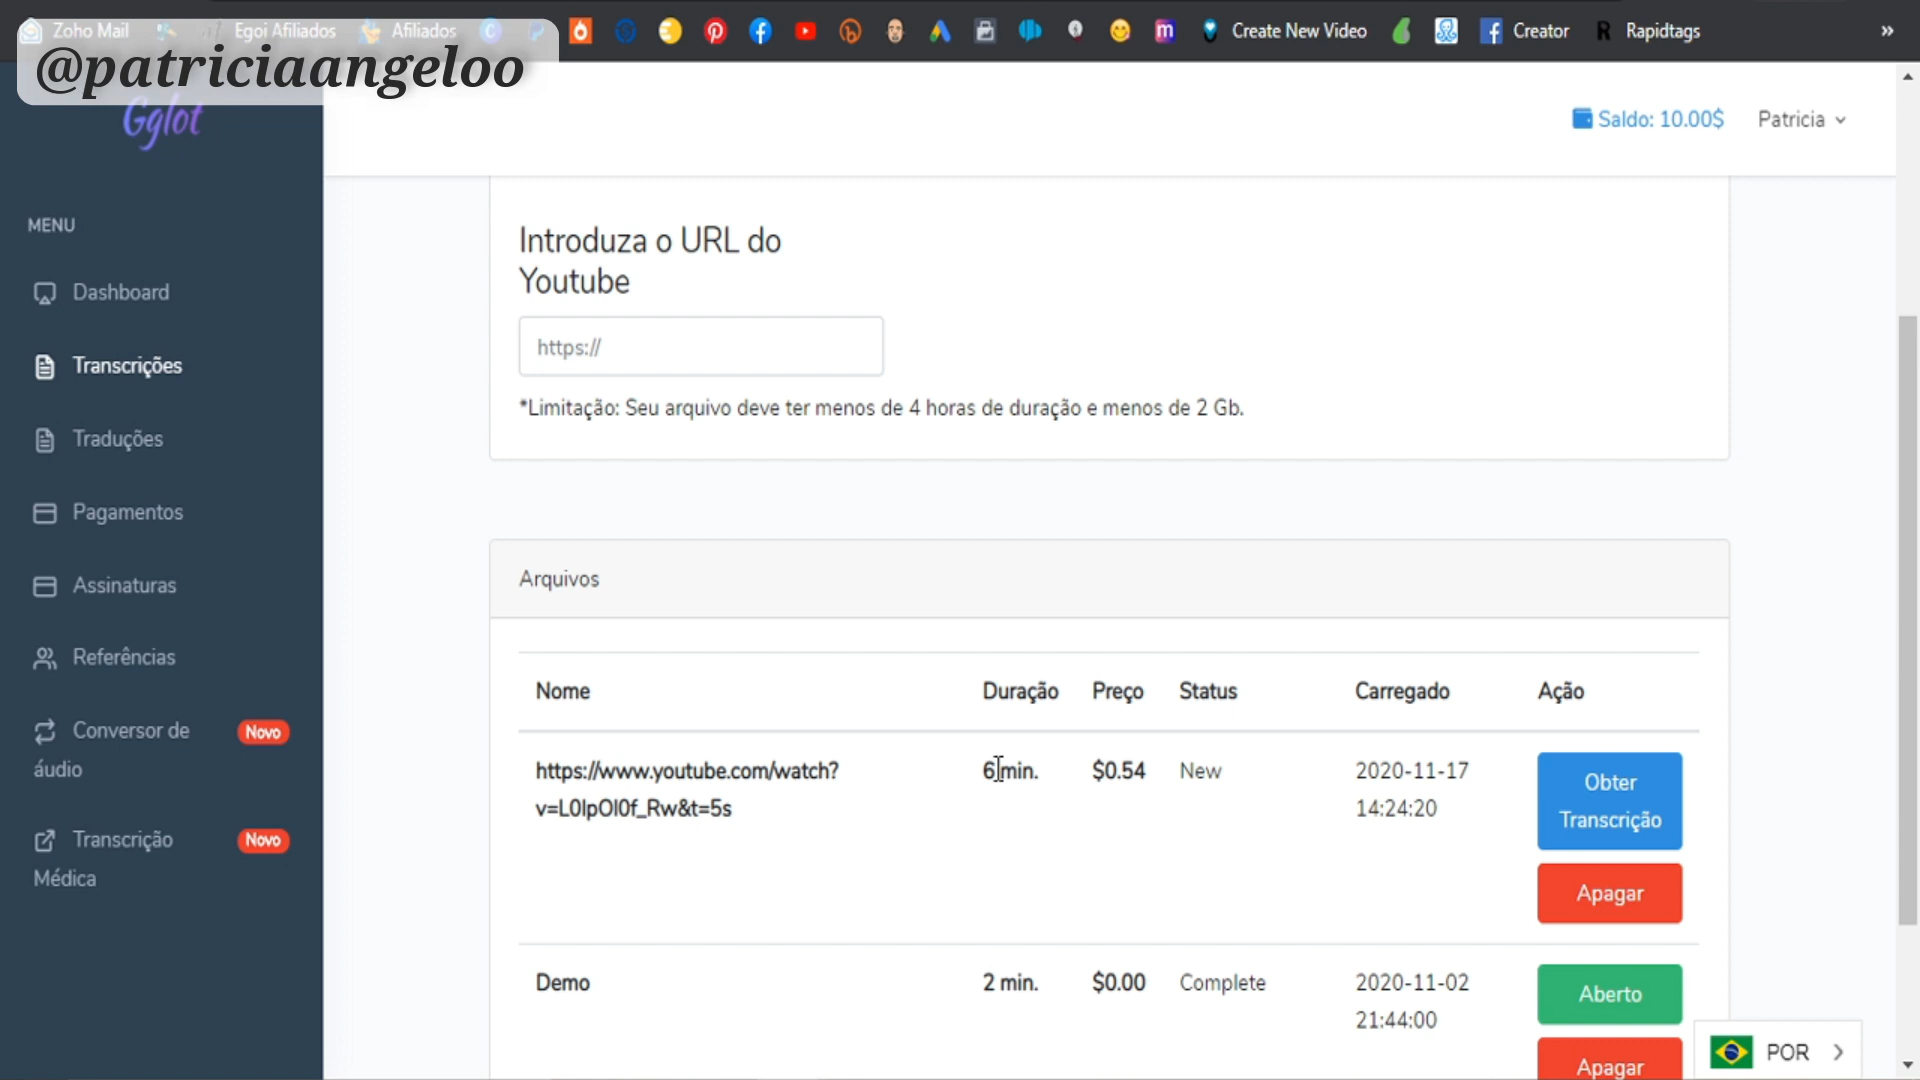 Zoho Mail
Egoi Afiliados
Afiliados
Create New Video
Creator
Rapidtags
»
@patriciaangeloo
Gglot
Saldo: 10.00$
Patricia
MENU
Dashboard
Transcrições
Traduções
Pagamentos
Assinaturas
Referências
Conversor de
áudio
Novo
Transcrição
Médica
Novo
Introduza o URL do
Youtube
https://
*Limitação: Seu arquivo deve ter menos de 4 horas de duração e menos de 2 Gb.
Arquivos
Nome Duração Preço Status Carregado Ação
https://www.youtube.com/watch?
v=L0lpOl0f_Rw&t=5s
6 min.
$0.54
New
2020-11-17
14:24:20
Obter
Transcrição
Apagar
Demo
2 min.
$0.00
Complete
2020-11-02
21:44:00
Aberto
Apagar
POR